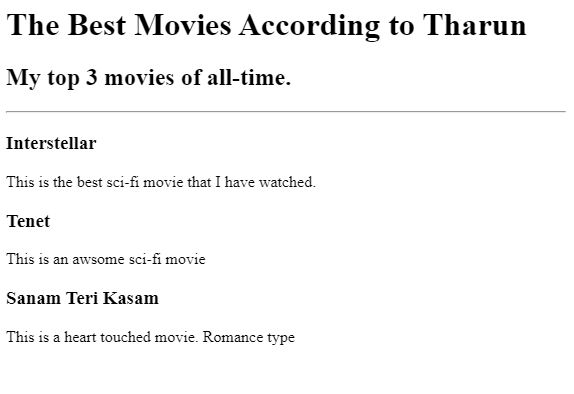 The Best Movies According to Tharun
My top 3 movies of all-time.
Interstellar
This is the best sci-fi movie that I have watched.
Tenet
This is an awsome sci-fi movie
Sanam Teri Kasam
This is a heart touched movie. Romance type